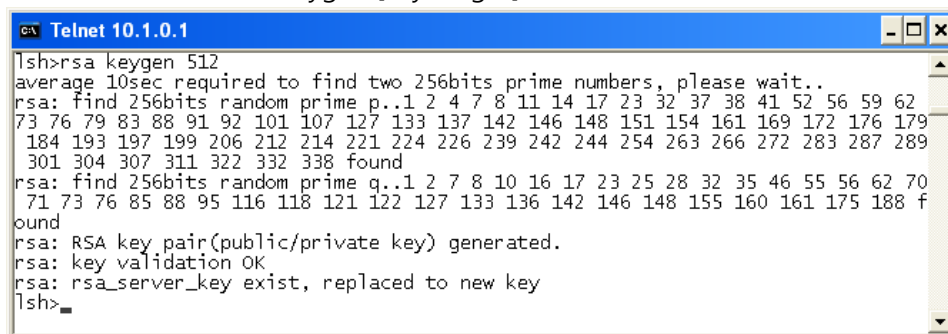 Telnet 10.1.0.1
lsh>rsa keygen 512
average 10sec required to find two 256bits prime numbers, please wait..
rsa: find 256bits random prime p..1 2 4 7 8 11 14 17 23 32 37 38 41 52 56 59 62
73 76 79 83 88 91 92 101 107 127 133 137 142 146 148 151 154 161 169 172 176 179
184 193 197 199 206 212 214 221 224 226 239 242 244 254 263 266 272 283 287 289
301 304 307 311 322 332 338 found
rsa: find 256bits random prime q..1 2 7 8 10 16 17 23 25 28 32 35 46 55 56 62 70
71 73 76 85 88 95 116 118 121 122 127 133 136 142 146 148 155 160 161 175 188 f
ound
rsa: RSA key pair(public/private key) generated.
rsa: key validation OK
rsa: rsa_server_key exist, replaced to new key
lsh>_